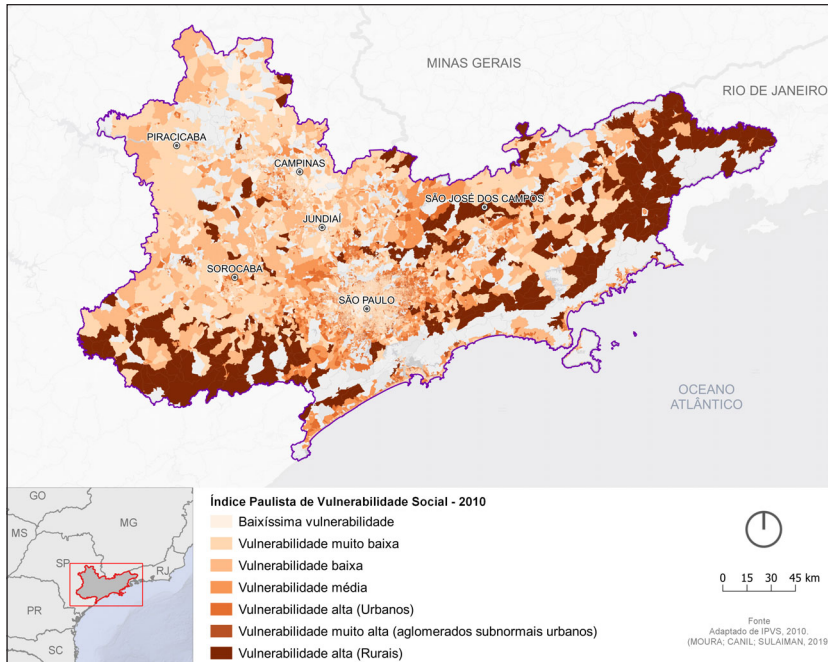 MINAS GERAIS
RIO DE JANEIRO
PIRACICABA
CAMPINAS
SÃO JOSÉ DOS CAMPOS
JUNDIAÍ
SOROCABA
SÃO PAULO
OCEANO
ATLÂNTICO
GO
MS
MG
SP
RJ
PR
SC
Índice Paulista de Vulnerabilidade Social - 2010
Baixíssima vulnerabilidade
Vulnerabilidade muito baixa
Vulnerabilidade baixa
Vulnerabilidade média
Vulnerabilidade alta (Urbanos)
Vulnerabilidade muito alta (aglomerados subnormais urbanos)
Vulnerabilidade alta (Rurais)
0 15 30 45 km
Fonte
Adaptado de IPVS, 2010.
(MOURA; CANIL; SULAIMAN, 2019